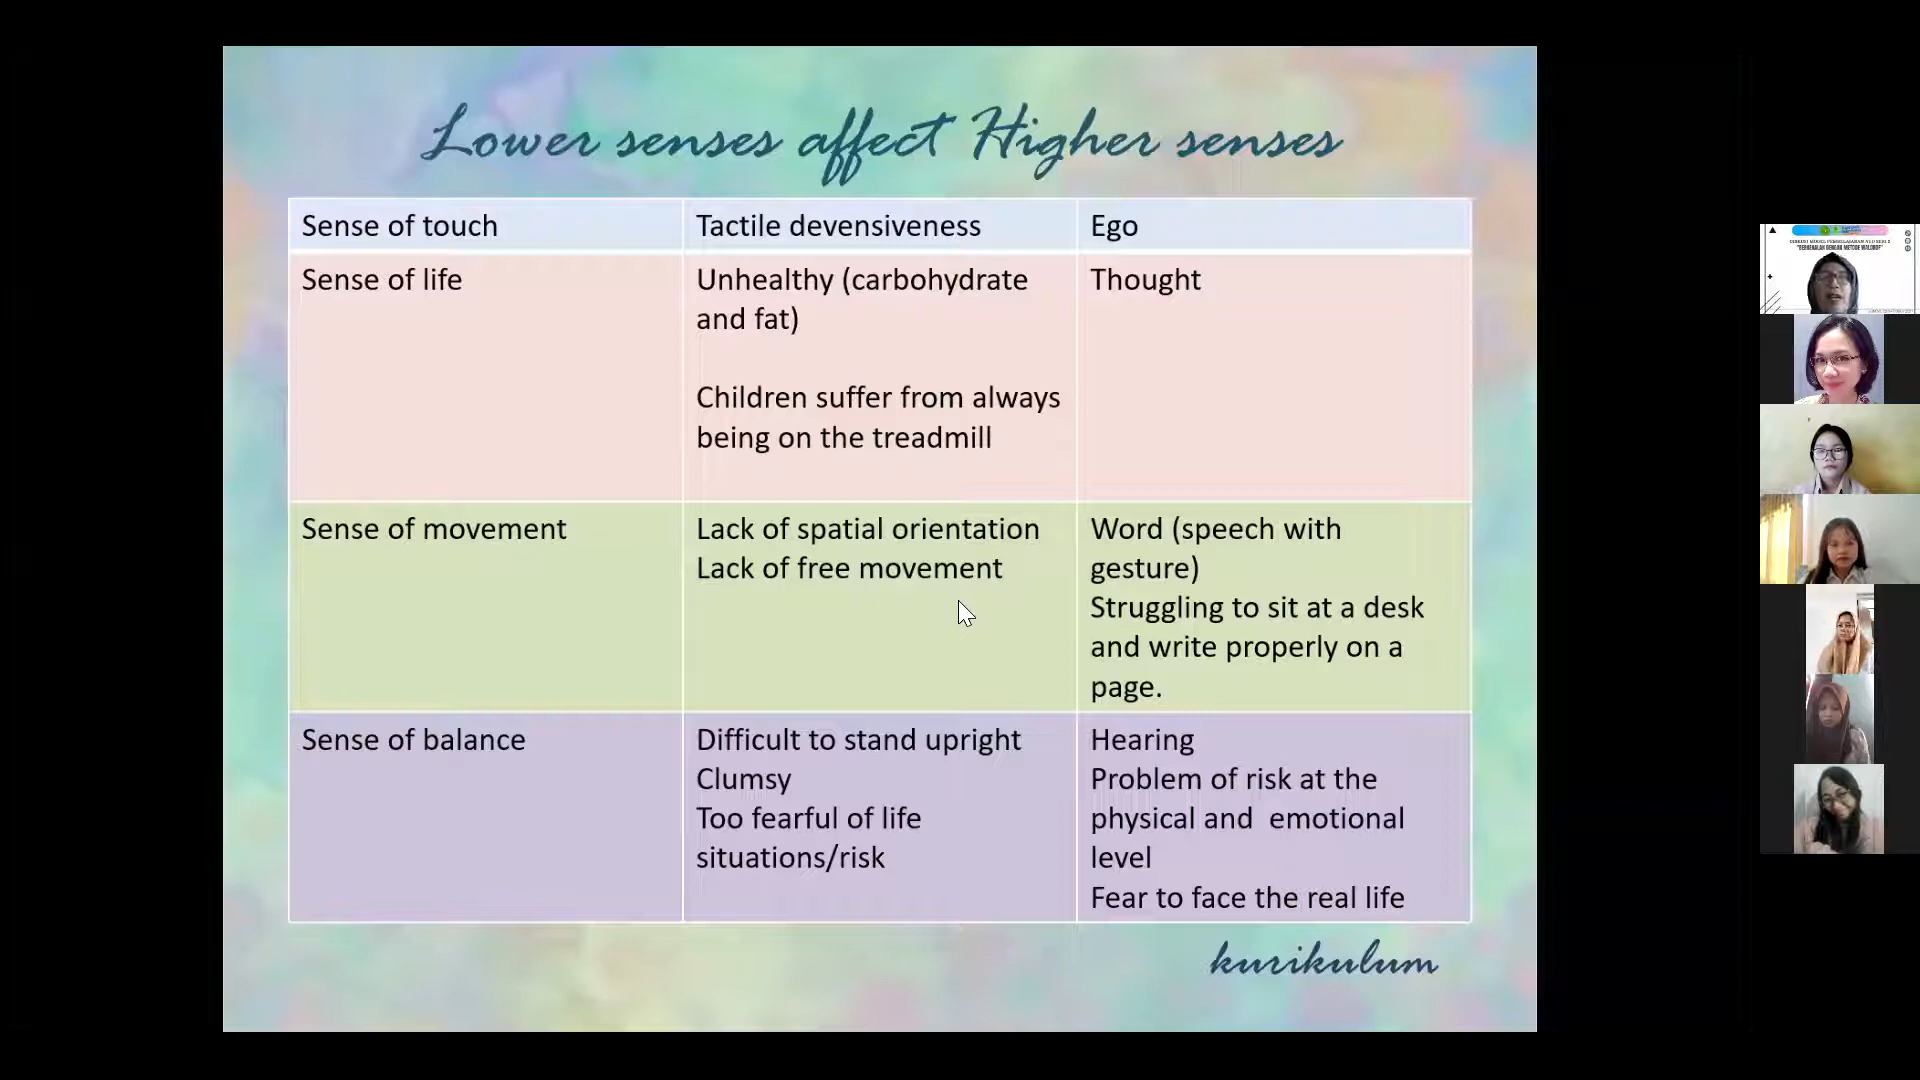 Lower senses affect Higher senses
Sense of touch
Tactile devensiveness
Ego
Sense of life
Unhealthy (carbohydrate
and fat)
Children suffer from always
being on the treadmill
Thought
Sense of movement
Lack of spatial orientation
Lack of free movement
Word (speech with
gesture)
Struggling to sit at a desk
and write properly on a
page.
Sense of balance
Difficult to stand upright
Clumsy
Too fearful of life
situations/risk
Hearing
Problem of risk at the
physical and  emotional
level
Fear to face the real life
kurikulum